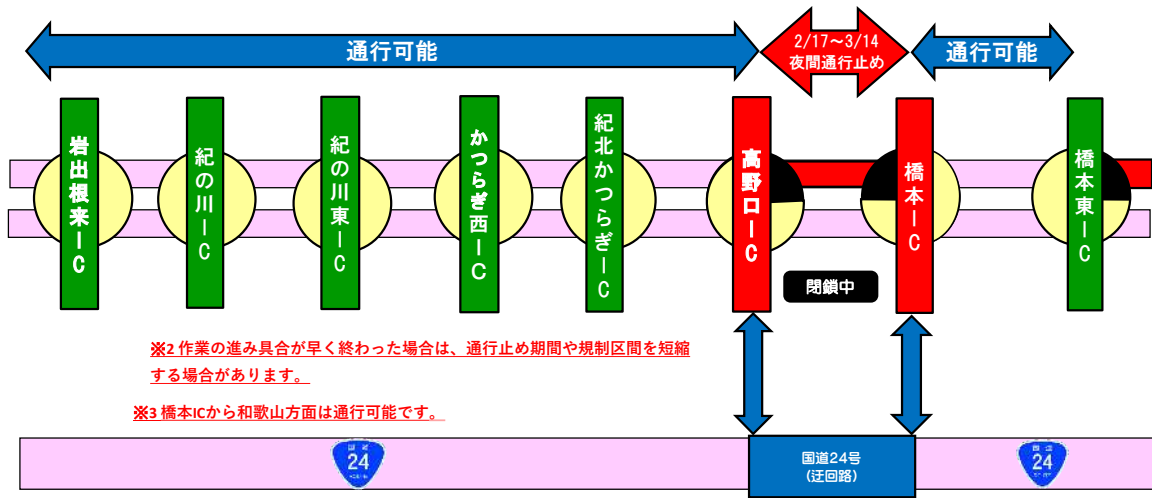 通行可能
2/17～3/14
夜間通行止め
通行可能
岩出根来IC
紀の川IC
紀の川東IC
かつらぎ西IC
紀北かつらぎIC
高野口IC
橋本IC
橋本東IC
閉鎖中
※2 作業の進み具合が早く終わった場合は、通行止め期間や規制区間を短縮
する場合があります。
※3 橋本ICから和歌山方面は通行可能です。
国道
24
国道24号
(迂回路)
国道
24